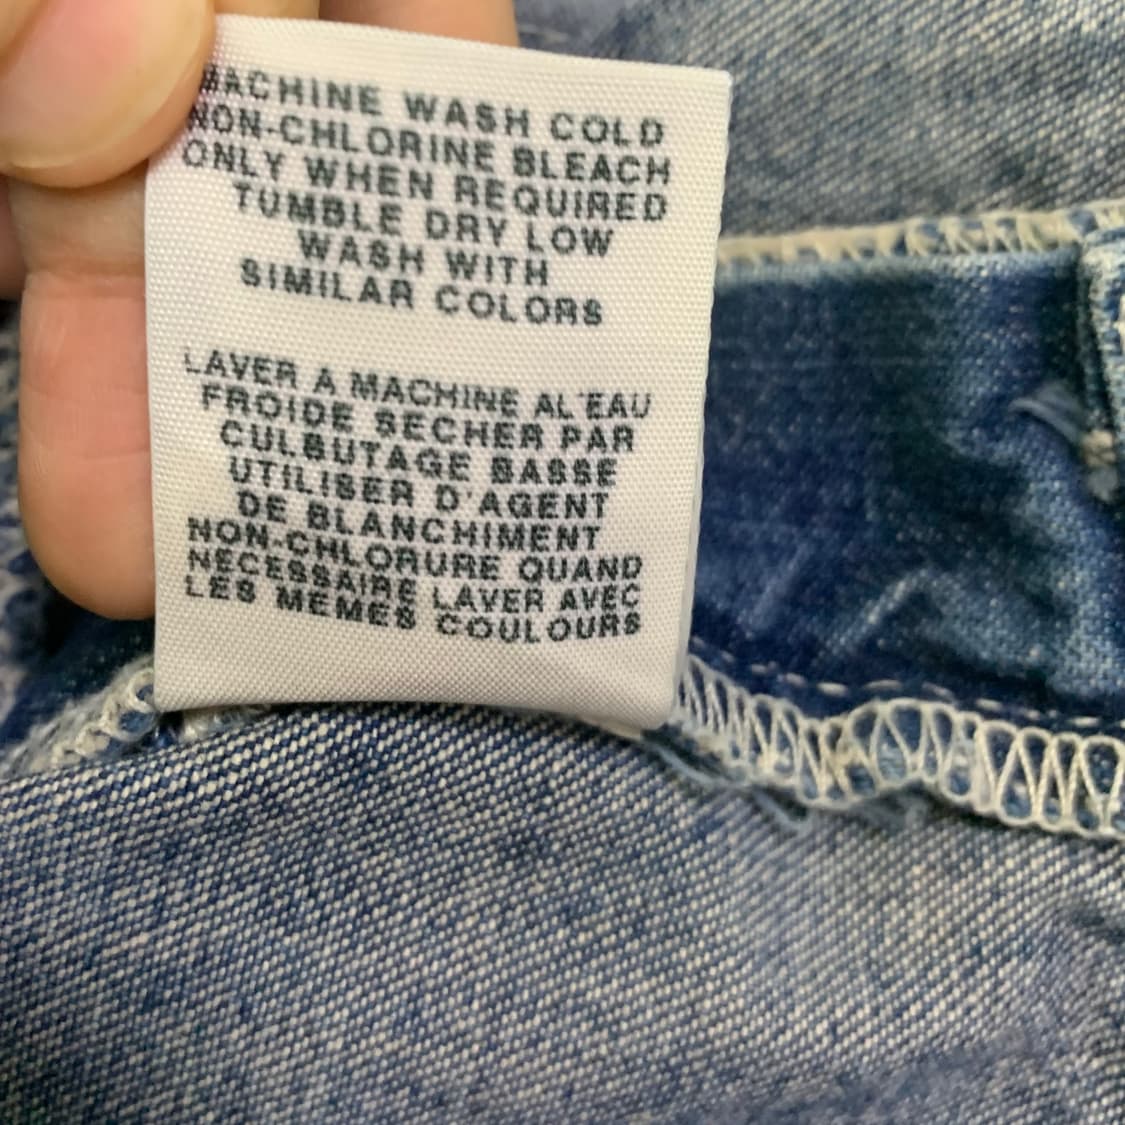 MACHINE WASH COLD
NON-CHLORINE BLEACH
ONLY WHEN REQUIRED
TUMBLE DRY LOW
WASH WITH
SIMILAR COLORS
LAVER A MACHINE AL'EAU
FROIDE SECHER PAR
CULBUTAGE BASSE
UTILISER D'AGENT
DE BLANCHIMENT
NON-CHLORURE QUAND
NECESSAIRE LAVER AVEC
LES MEMES COULOURS